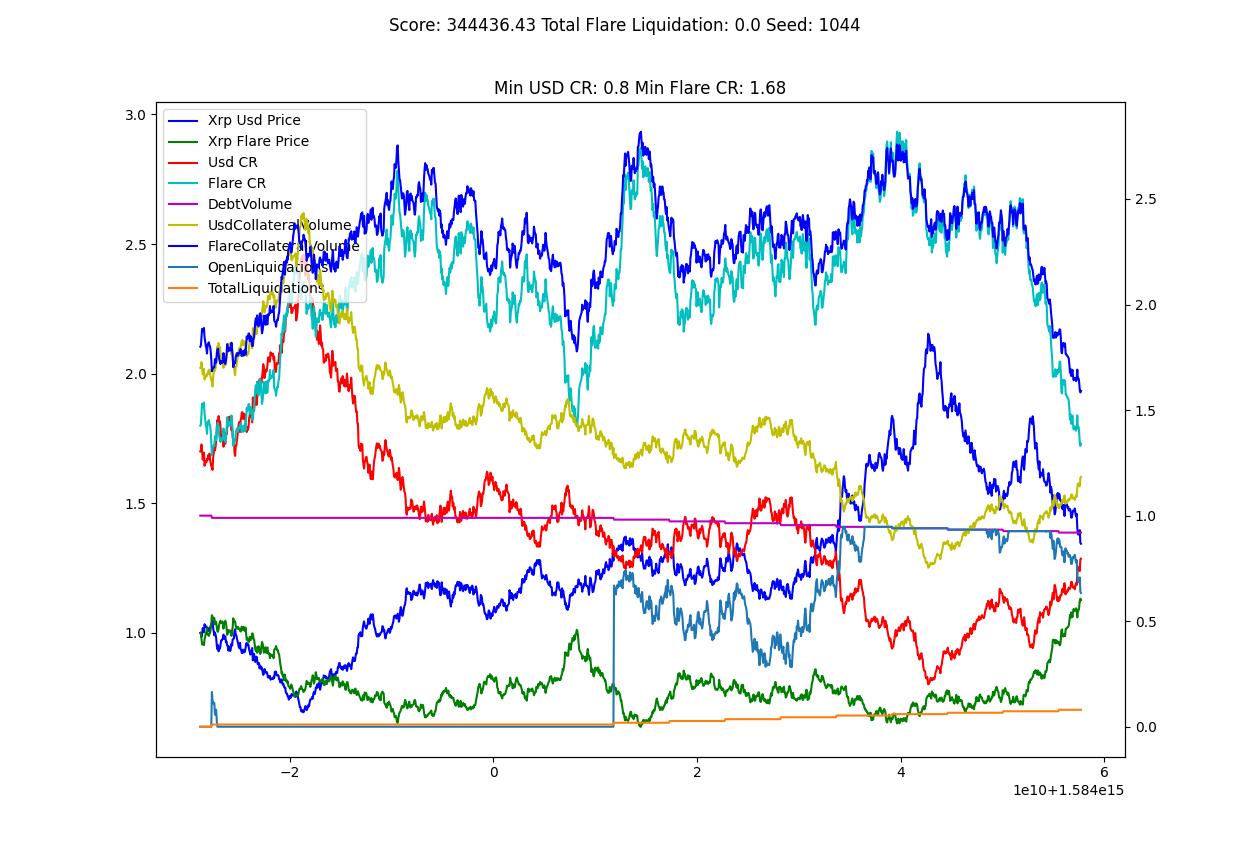 Score: 344436.43 Total Flare Liquidation: 0.0 Seed: 1044
Min USD CR: 0.8 Min Flare CR: 1.68
Xrp Usd Price
Xrp Flare Price
Usd CR
Flare CR
DebtVolume
UsdCollateralVolume
FlareCollateralVolume
OpenLiquidations
TotalLiquidations
3.0
2.5
2.0
1.5
1.0
2.5
2.0
1.5
1.0
0.5
0.0
−2
0
2
4
6
1e10+1.584e15